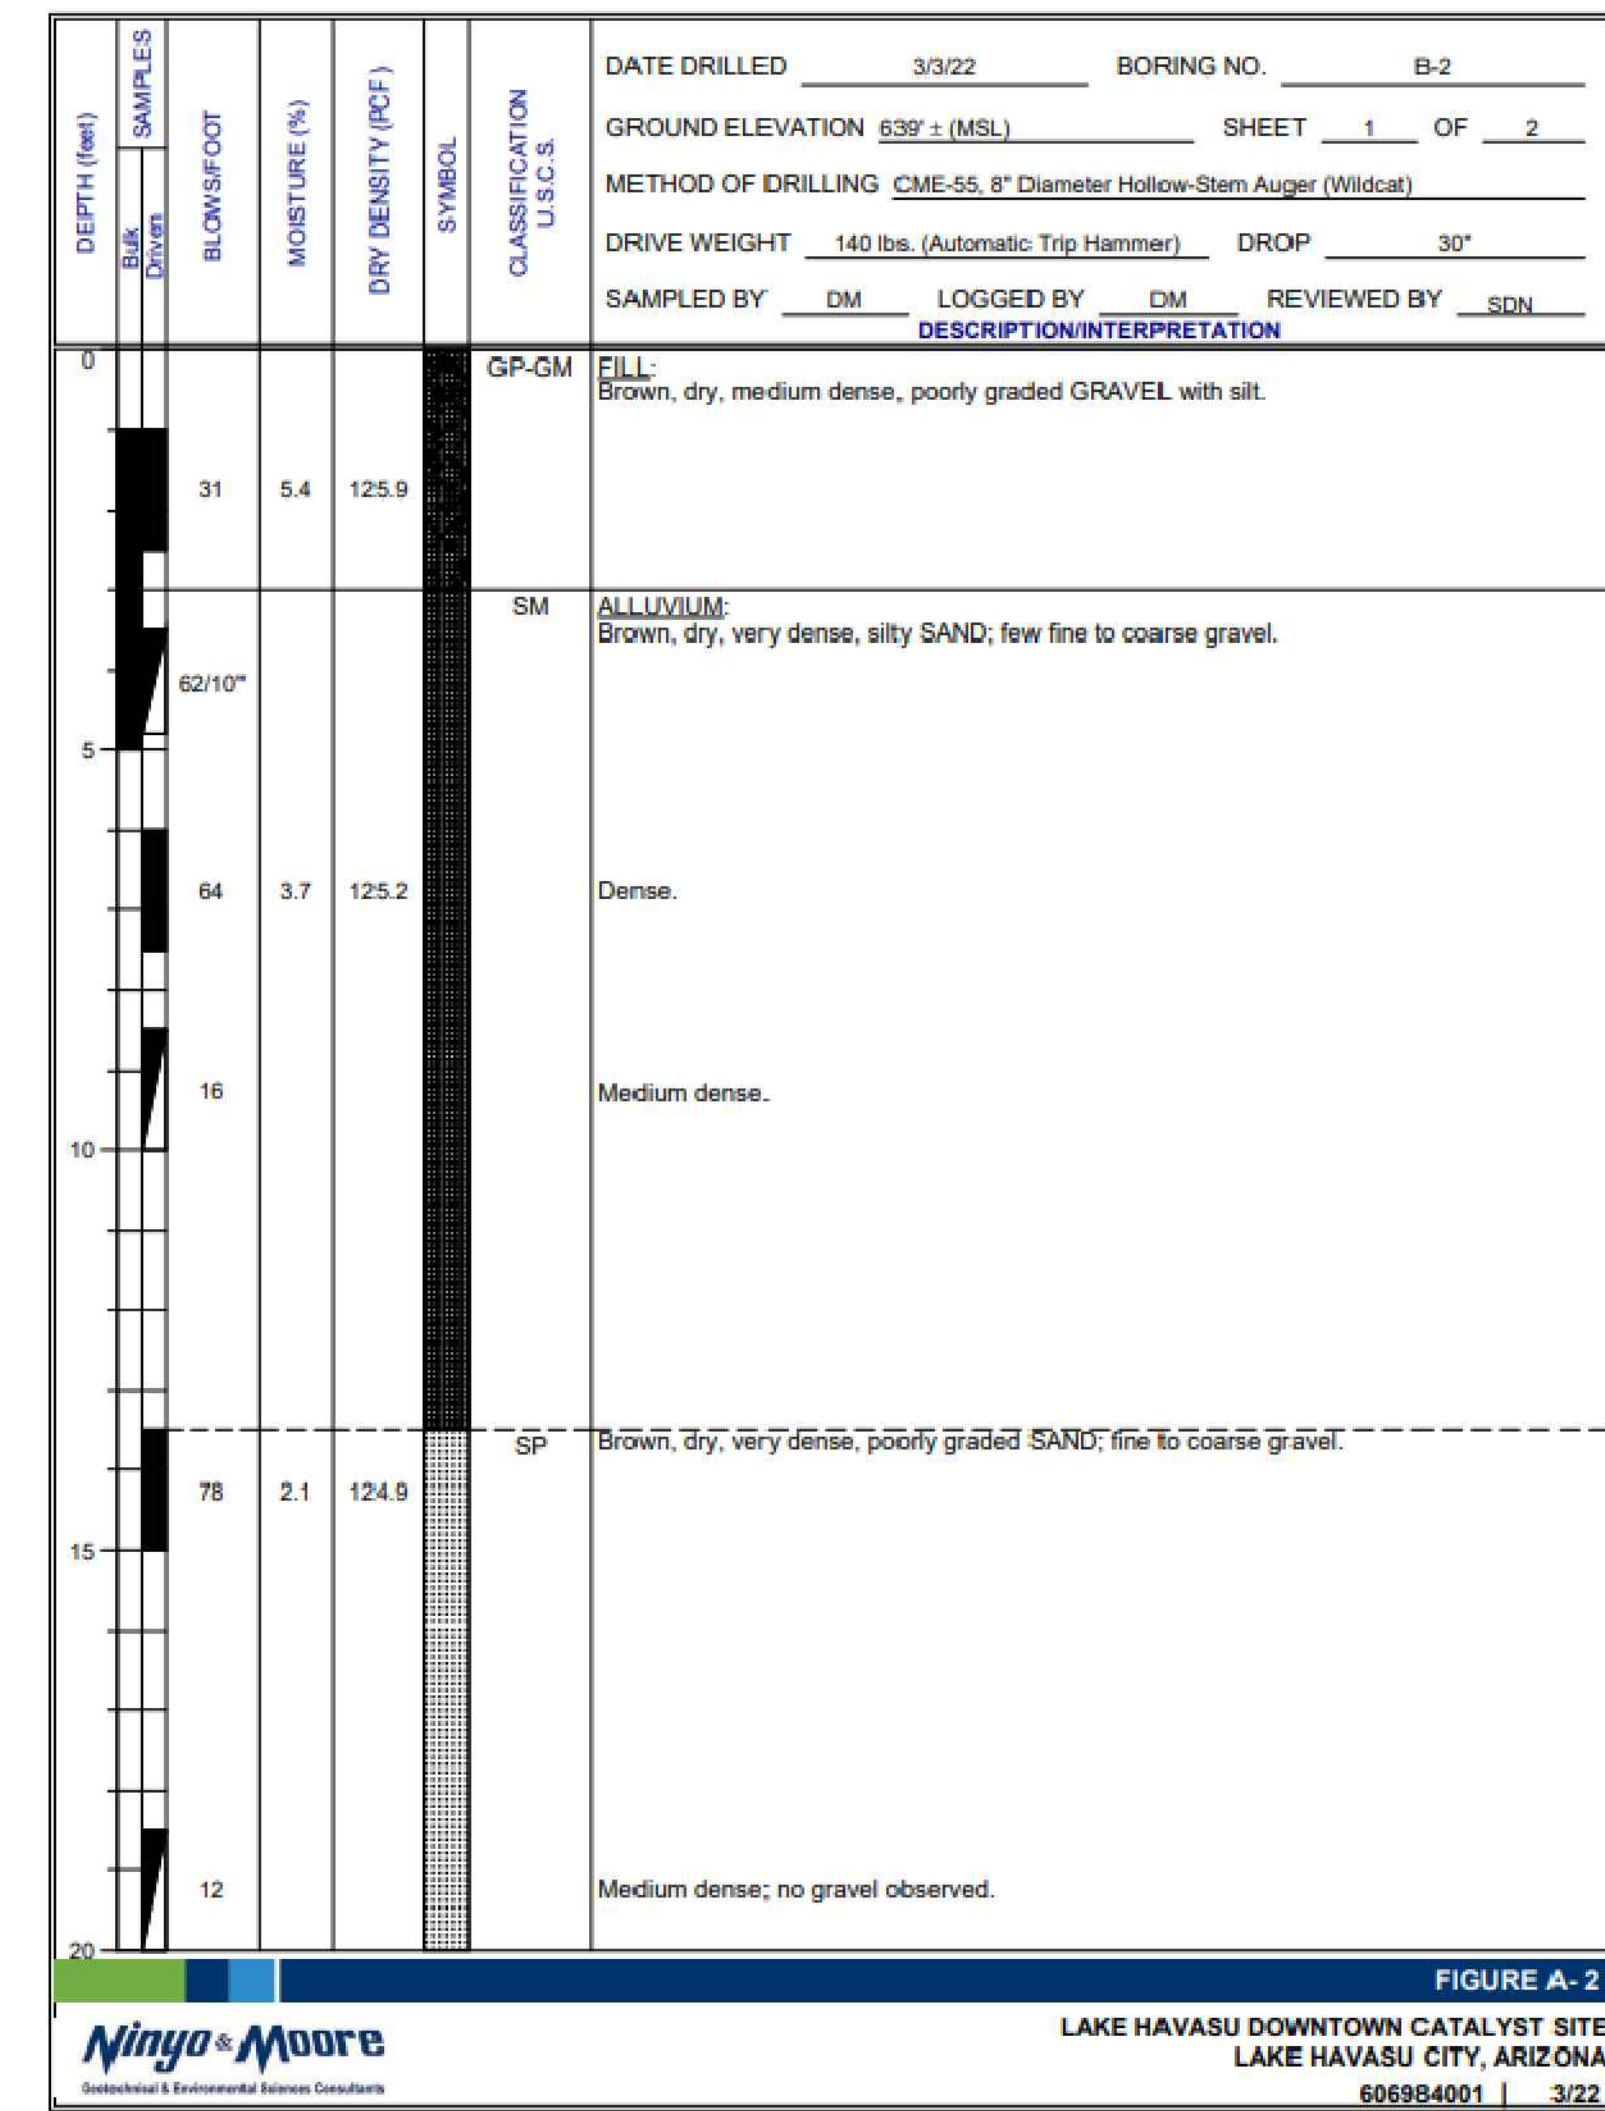 DEPTH (feet)
SAMPLES
Bulk
Driven
BLOWS/FOOT
MOISTURE (%)
DRY DENSITY (PCF)
SYMBOL
CLASSIFICATION
U.S.C.S.
DATE DRILLED 3/3/22 BORING NO. B-2
GROUND ELEVATION 639' ± (MSL) SHEET 1 OF 2
METHOD OF DRILLING CME-55, 8" Diameter Hollow-Stem Auger (Wildcat)
DRIVE WEIGHT 140 lbs. (Automatic Trip Hammer) DROP 30"
SAMPLED BY DM LOGGED BY DM REVIEWED BY SDN
DESCRIPTION/INTERPRETATION
0 GP-GM FILL:
Brown, dry, medium dense, poorly graded GRAVEL with silt.
31 5.4 125.9
SM ALLUVIUM:
Brown, dry, very dense, silty SAND; few fine to coarse gravel.
62/10"
5
64 3.7 125.2 Dense.
16 Medium dense.
10
SP Brown, dry, very dense, poorly graded SAND; fine to coarse gravel.
78 2.1 124.9
15
12 Medium dense; no gravel observed.
20
FIGURE A- 2
Ninyo & Moore
Geotechnical & Environmental Sciences Consultants
LAKE HAVASU DOWNTOWN CATALYST SITE
LAKE HAVASU CITY, ARIZONA
606984001 | 3/22